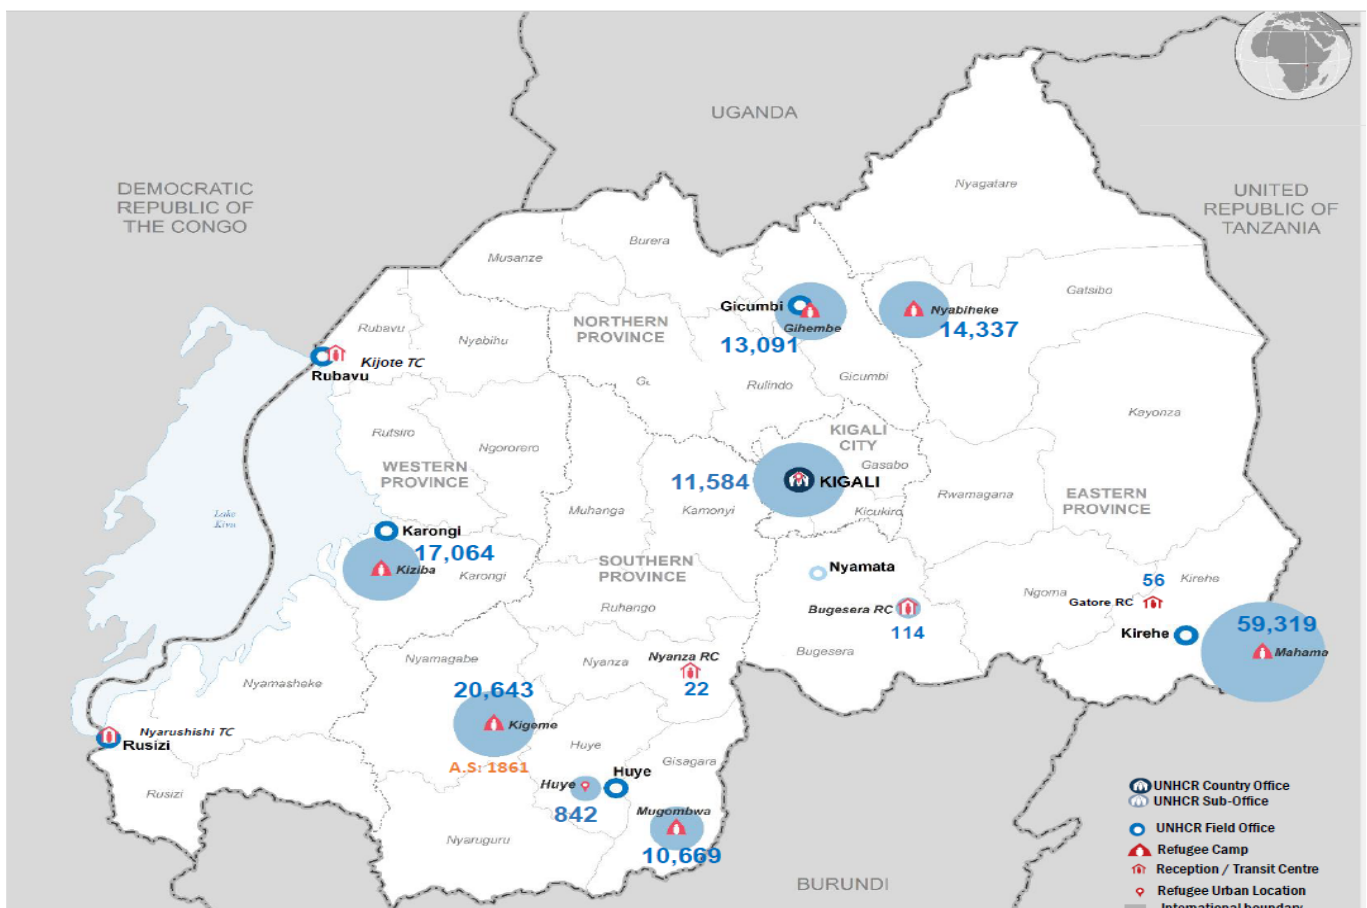 UGANDA
DEMOCRATIC
REPUBLIC OF
THE CONGO
UNITED
REPUBLIC OF
TANZANIA
Nyagatare
Burera
Musanze
Gatsibo
Gicumbi
Gihembe
13,091
Nyabiheke
14,337
Rubavu
NORTHERN
PROVINCE
Nyabihu
Kijote TC
Rubavu
Rulindo
Gicumbi
Kayonza
Rutsiro
Ngororero
WESTERN
PROVINCE
KIGALI
CITY
Gasabo
11,584
KIGALI
Kicukiro
Rwamagana
EASTERN
PROVINCE
Muhanga
Kamonyi
Lake
Kivu
Karongi
17,064
Kiziba
Karongi
SOUTHERN
PROVINCE
Nyamata
Ruhango
Bugesera RC
114
Bugesera
Ngoma
56
Kirehe
Gatore RC
Kirehe
59,319
Mahama
Nyamagabe
Nyanza
Nyanza RC
22
Nyamasheke
20,643
Kigeme
A.S: 1861
Nyarushishi TC
Rusizi
Rusizi
Huye
Gisagara
Huye
Huye
842
Mugombwa
10,669
Nyaruguru
BURUNDI
UNHCR Country Office
UNHCR Sub-Office
UNHCR Field Office
Refugee Camp
Reception / Transit Centre
Refugee Urban Location
International boundary